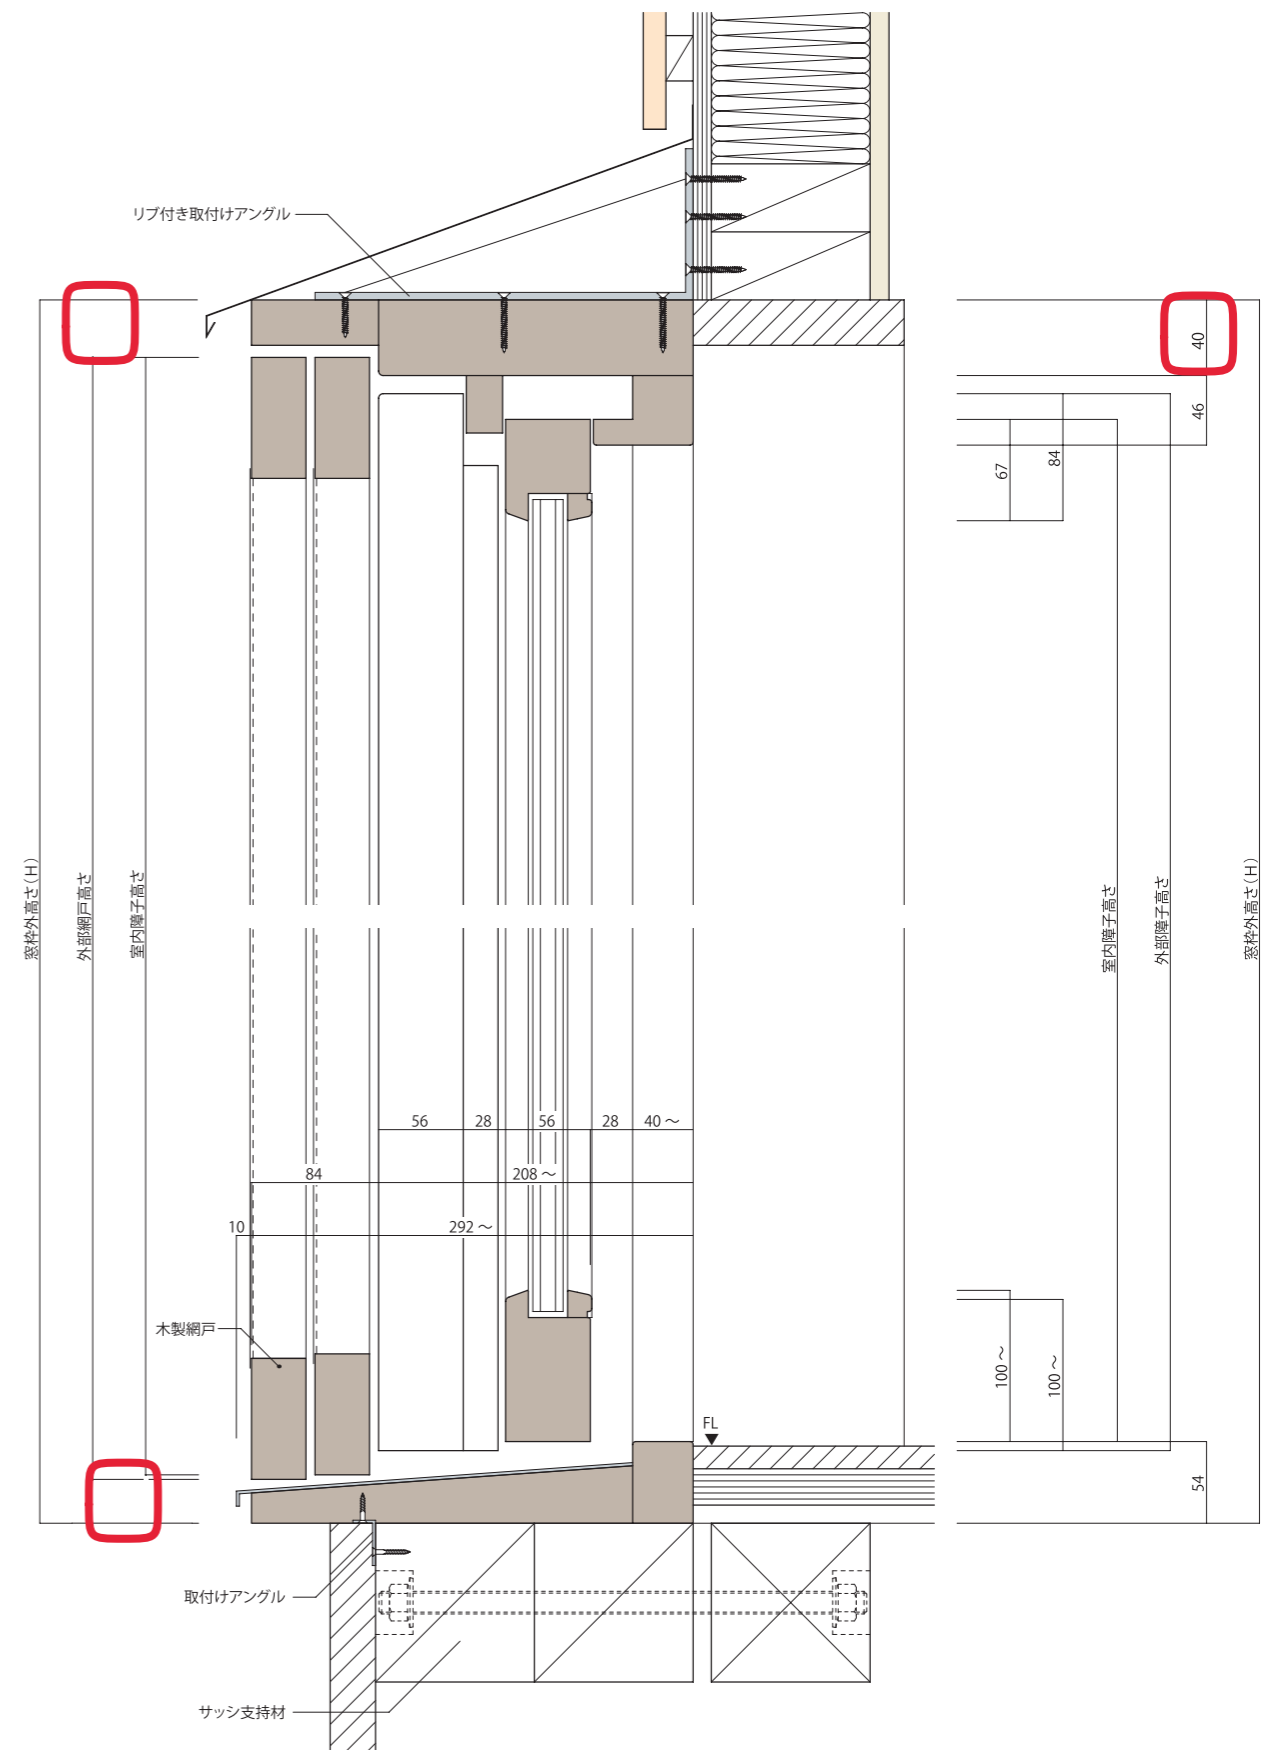 リブ付き取付けアングル
40
46
67
84
窓枠外高さ（H）
外部網戸高さ
室内障子高さ
室内障子高さ
外部障子高さ
窓枠外高さ（H）
56
28
56
28
40～
84
208～
10
292～
木製網戸
100～
100～
FL
54
取付けアングル
サッシ支持材